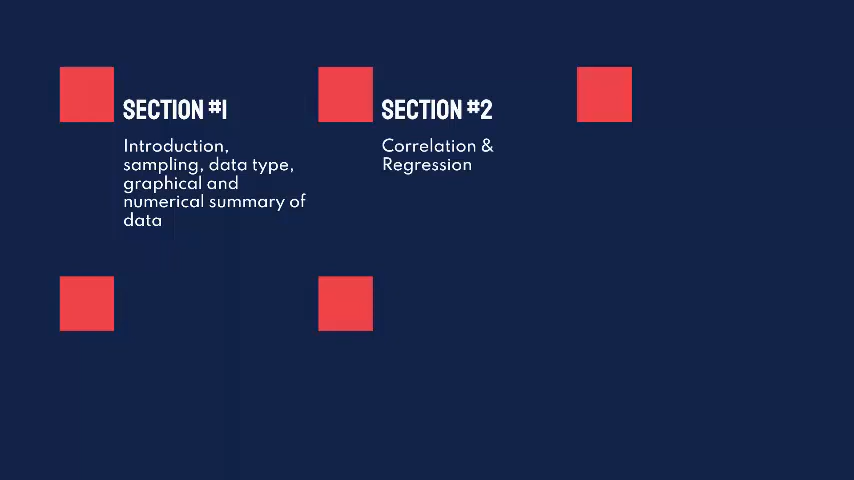 SECTION #1
Introduction,
sampling, data type,
graphical and
numerical summary of
data
SECTION #2
Correlation &
Regression